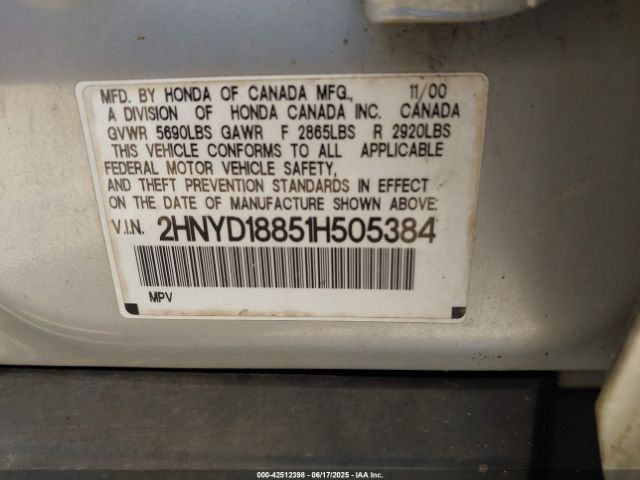 MFD. BY HONDA OF CANADA MFG., 11/00
A DIVISION OF HONDA CANADA INC. CANADA
GVWR 5690LBS GAWR F 2865LBS R 2920LBS
THIS VEHICLE CONFORMS TO ALL APPLICABLE
FEDERAL MOTOR VEHICLE SAFETY,
AND THEFT PREVENTION STANDARDS IN EFFECT
ON THE DATE OF MANUFACTURE SHOWN ABOVE:
V.I.N. 2HNYD18851H505384
MPV
000-42512398 - 06/17/2025 - IAA Inc.